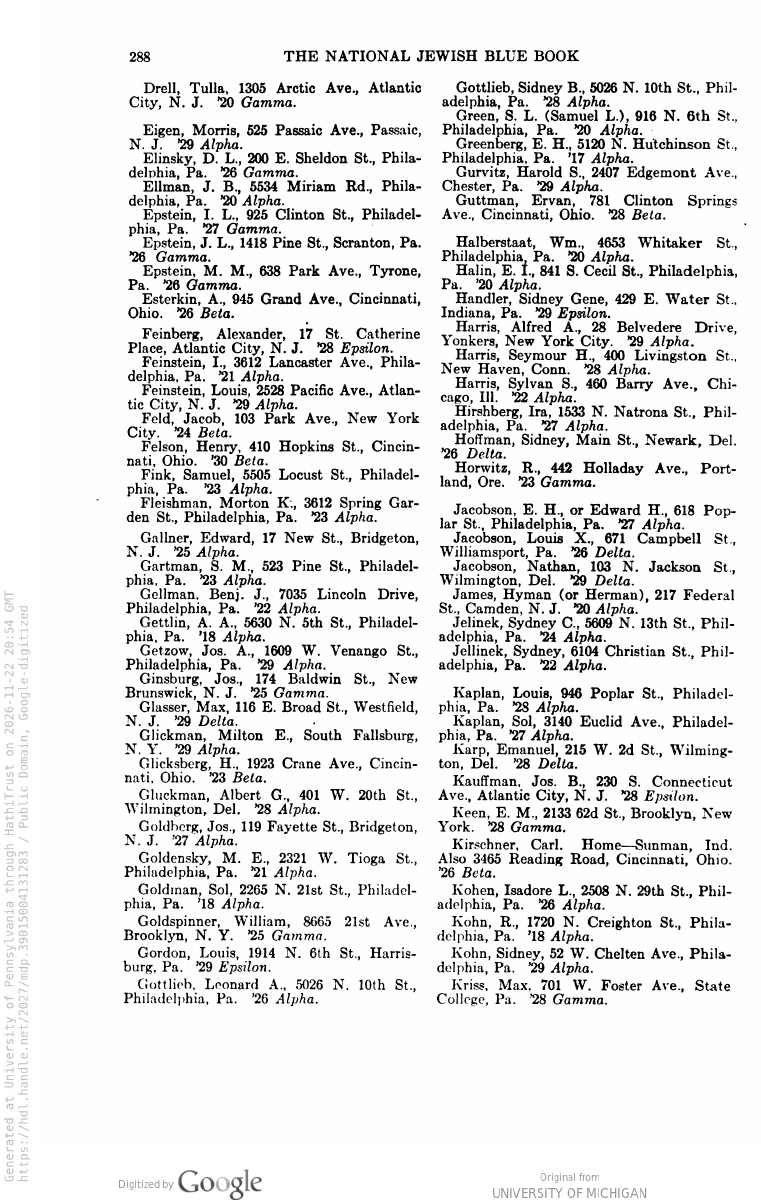 288 THE NATIONAL JEWISH BLUE BOOK
Drell, Tulla, 1305 Arctic Ave., Atlantic
City, N. J. '20 Gamma.
Eigen, Morris, 525 Passaic Ave., Passaic,
N. J. '29 Alpha.
Elinsky, D. L., 200 E. Sheldon St., Phila-
delphia, Pa. '26 Gamma.
Ellman, J. B., 5534 Miriam Rd., Phila-
delphia, Pa. '20 Alpha.
Epstein, I. L., 925 Clinton St., Philadel-
phia, Pa. '27 Gamma.
Epstein, J. L., 1418 Pine St., Scranton, Pa.
'26 Gamma.
Epstein, M. M., 638 Park Ave., Tyrone,
Pa. '26 Gamma.
Esterkin, A., 945 Grand Ave., Cincinnati,
Ohio. '26 Beta.
Feinberg, Alexander, 17 St. Catherine
Place, Atlantic City, N. J. '28 Epsilon.
Feinstein, I., 3612 Lancaster Ave., Phila-
delphia, Pa. '21 Alpha.
Feinstein, Louis, 2528 Pacific Ave., Atlan-
tic City, N. J. '29 Alpha.
Feld, Jacob, 103 Park Ave., New York
City. '24 Beta.
Felson, Henry, 410 Hopkins St., Cincin-
nati, Ohio. '30 Beta.
Fink, Samuel, 5505 Locust St., Philadel-
phia, Pa. '23 Alpha.
Fleishman, Morton K., 3612 Spring Gar-
den St., Philadelphia, Pa. '23 Alpha.
Gallner, Edward, 17 New St., Bridgeton,
N. J. '25 Alpha.
Gartman, S. M., 523 Pine St., Philadel-
phia, Pa. '23 Alpha.
Gellman, Benj. J., 7035 Lincoln Drive,
Philadelphia, Pa. '22 Alpha.
Gettlin, A. A., 5630 N. 5th St., Philadel-
phia, Pa. '18 Alpha.
Getzow, Jos. A., 1609 W. Venango St.,
Philadelphia, Pa. '29 Alpha.
Ginsburg, Jos., 174 Baldwin St., New
Brunswick, N. J. '25 Gamma.
Glasser, Max, 116 E. Broad St., Westfield,
N. J. '29 Delta.
Glickman, Milton E., South Fallsburg,
N. Y. '29 Alpha.
Glicksberg, H., 1923 Crane Ave., Cincin-
nati, Ohio. '23 Beta.
Gluckman, Albert G., 401 W. 20th St.,
Wilmington, Del. '28 Alpha.
Goldberg, Jos., 119 Fayette St., Bridgeton,
N. J. '27 Alpha.
Goldensky, M. E., 2321 W. Tioga St.,
Philadelphia, Pa. '21 Alpha.
Goldman, Sol, 2265 N. 21st St., Philadel-
phia, Pa. '18 Alpha.
Goldspinner, William, 8665 21st Ave.,
Brooklyn, N. Y. '25 Gamma.
Gordon, Louis, 1914 N. 6th St., Harris-
burg, Pa. '29 Epsilon.
Gottlieb, Leonard A., 5026 N. 10th St.,
Philadelphia, Pa. '26 Alpha.
Gottlieb, Sidney B., 5026 N. 10th St., Phil-
adelphia, Pa. '28 Alpha.
Green, S. L. (Samuel L.), 916 N. 6th St.,
Philadelphia, Pa. '20 Alpha.
Greenberg, E. H., 5120 N. Hutchinson St.,
Philadelphia, Pa. '17 Alpha.
Gurvitz, Harold S., 2407 Edgemont Ave.,
Chester, Pa. '29 Alpha.
Guttman, Ervan, 781 Clinton Springs
Ave., Cincinnati, Ohio. '28 Beta.
Halberstaat, Wm., 4653 Whitaker St.,
Philadelphia, Pa. '20 Alpha.
Halin, E. I., 841 S. Cecil St., Philadelphia,
Pa. '20 Alpha.
Handler, Sidney Gene, 429 E. Water St.,
Indiana, Pa. '29 Epsilon.
Harris, Alfred A., 28 Belvedere Drive,
Yonkers, New York City. '29 Alpha.
Harris, Seymour H., 400 Livingston St.,
New Haven, Conn. '28 Alpha.
Harris, Sylvan S., 460 Barry Ave., Chi-
cago, Ill. '22 Alpha.
Hirshberg, Ira, 1533 N. Natrona St., Phil-
adelphia, Pa. '27 Alpha.
Hoffman, Sidney, Main St., Newark, Del.
'26 Delta.
Horwitz, R., 442 Holladay Ave., Port-
land, Ore. '23 Gamma.
Jacobson, E. H., or Edward H., 618 Pop-
lar St., Philadelphia, Pa. '27 Alpha.
Jacobson, Louis X., 671 Campbell St.,
Williamsport, Pa. '26 Delta.
Jacobson, Nathan, 103 N. Jackson St.,
Wilmington, Del. '29 Delta.
James, Hyman (or Herman), 217 Federal
St., Camden, N. J. '20 Alpha.
Jelinek, Sydney C., 5609 N. 13th St., Phil-
adelphia, Pa. '24 Alpha.
Jellinek, Sydney, 6104 Christian St., Phil-
adelphia, Pa. '22 Alpha.
Kaplan, Louis, 946 Poplar St., Philadel-
phia, Pa. '28 Alpha.
Kaplan, Sol, 3140 Euclid Ave., Philadel-
phia, Pa. '27 Alpha.
Karp, Emanuel, 215 W. 2d St., Wilming-
ton, Del. '28 Delta.
Kauffman, Jos. B., 230 S. Connecticut
Ave., Atlantic City, N. J. '28 Epsilon.
Keen, E. M., 2133 62d St., Brooklyn, New
York. '28 Gamma.
Kirschner, Carl. Home—Sunman, Ind.
Also 3465 Reading Road, Cincinnati, Ohio.
'26 Beta.
Kohen, Isadore L., 2508 N. 29th St., Phil-
adelphia, Pa. '26 Alpha.
Kohn, R., 1720 N. Creighton St., Phila-
delphia, Pa. '18 Alpha.
Kohn, Sidney, 52 W. Chelten Ave., Phila-
delphia, Pa. '29 Alpha.
Kriss, Max, 701 W. Foster Ave., State
College, Pa. '28 Gamma.
Generated at University of Pennsylvania through HathiTrust on 2026-11-22 20:54 GMT
https://hdl.handle.net/2027/mdp.39015004131283 / Public Domain, Google-digitized
Digitized by Google
Original from
UNIVERSITY OF MICHIGAN